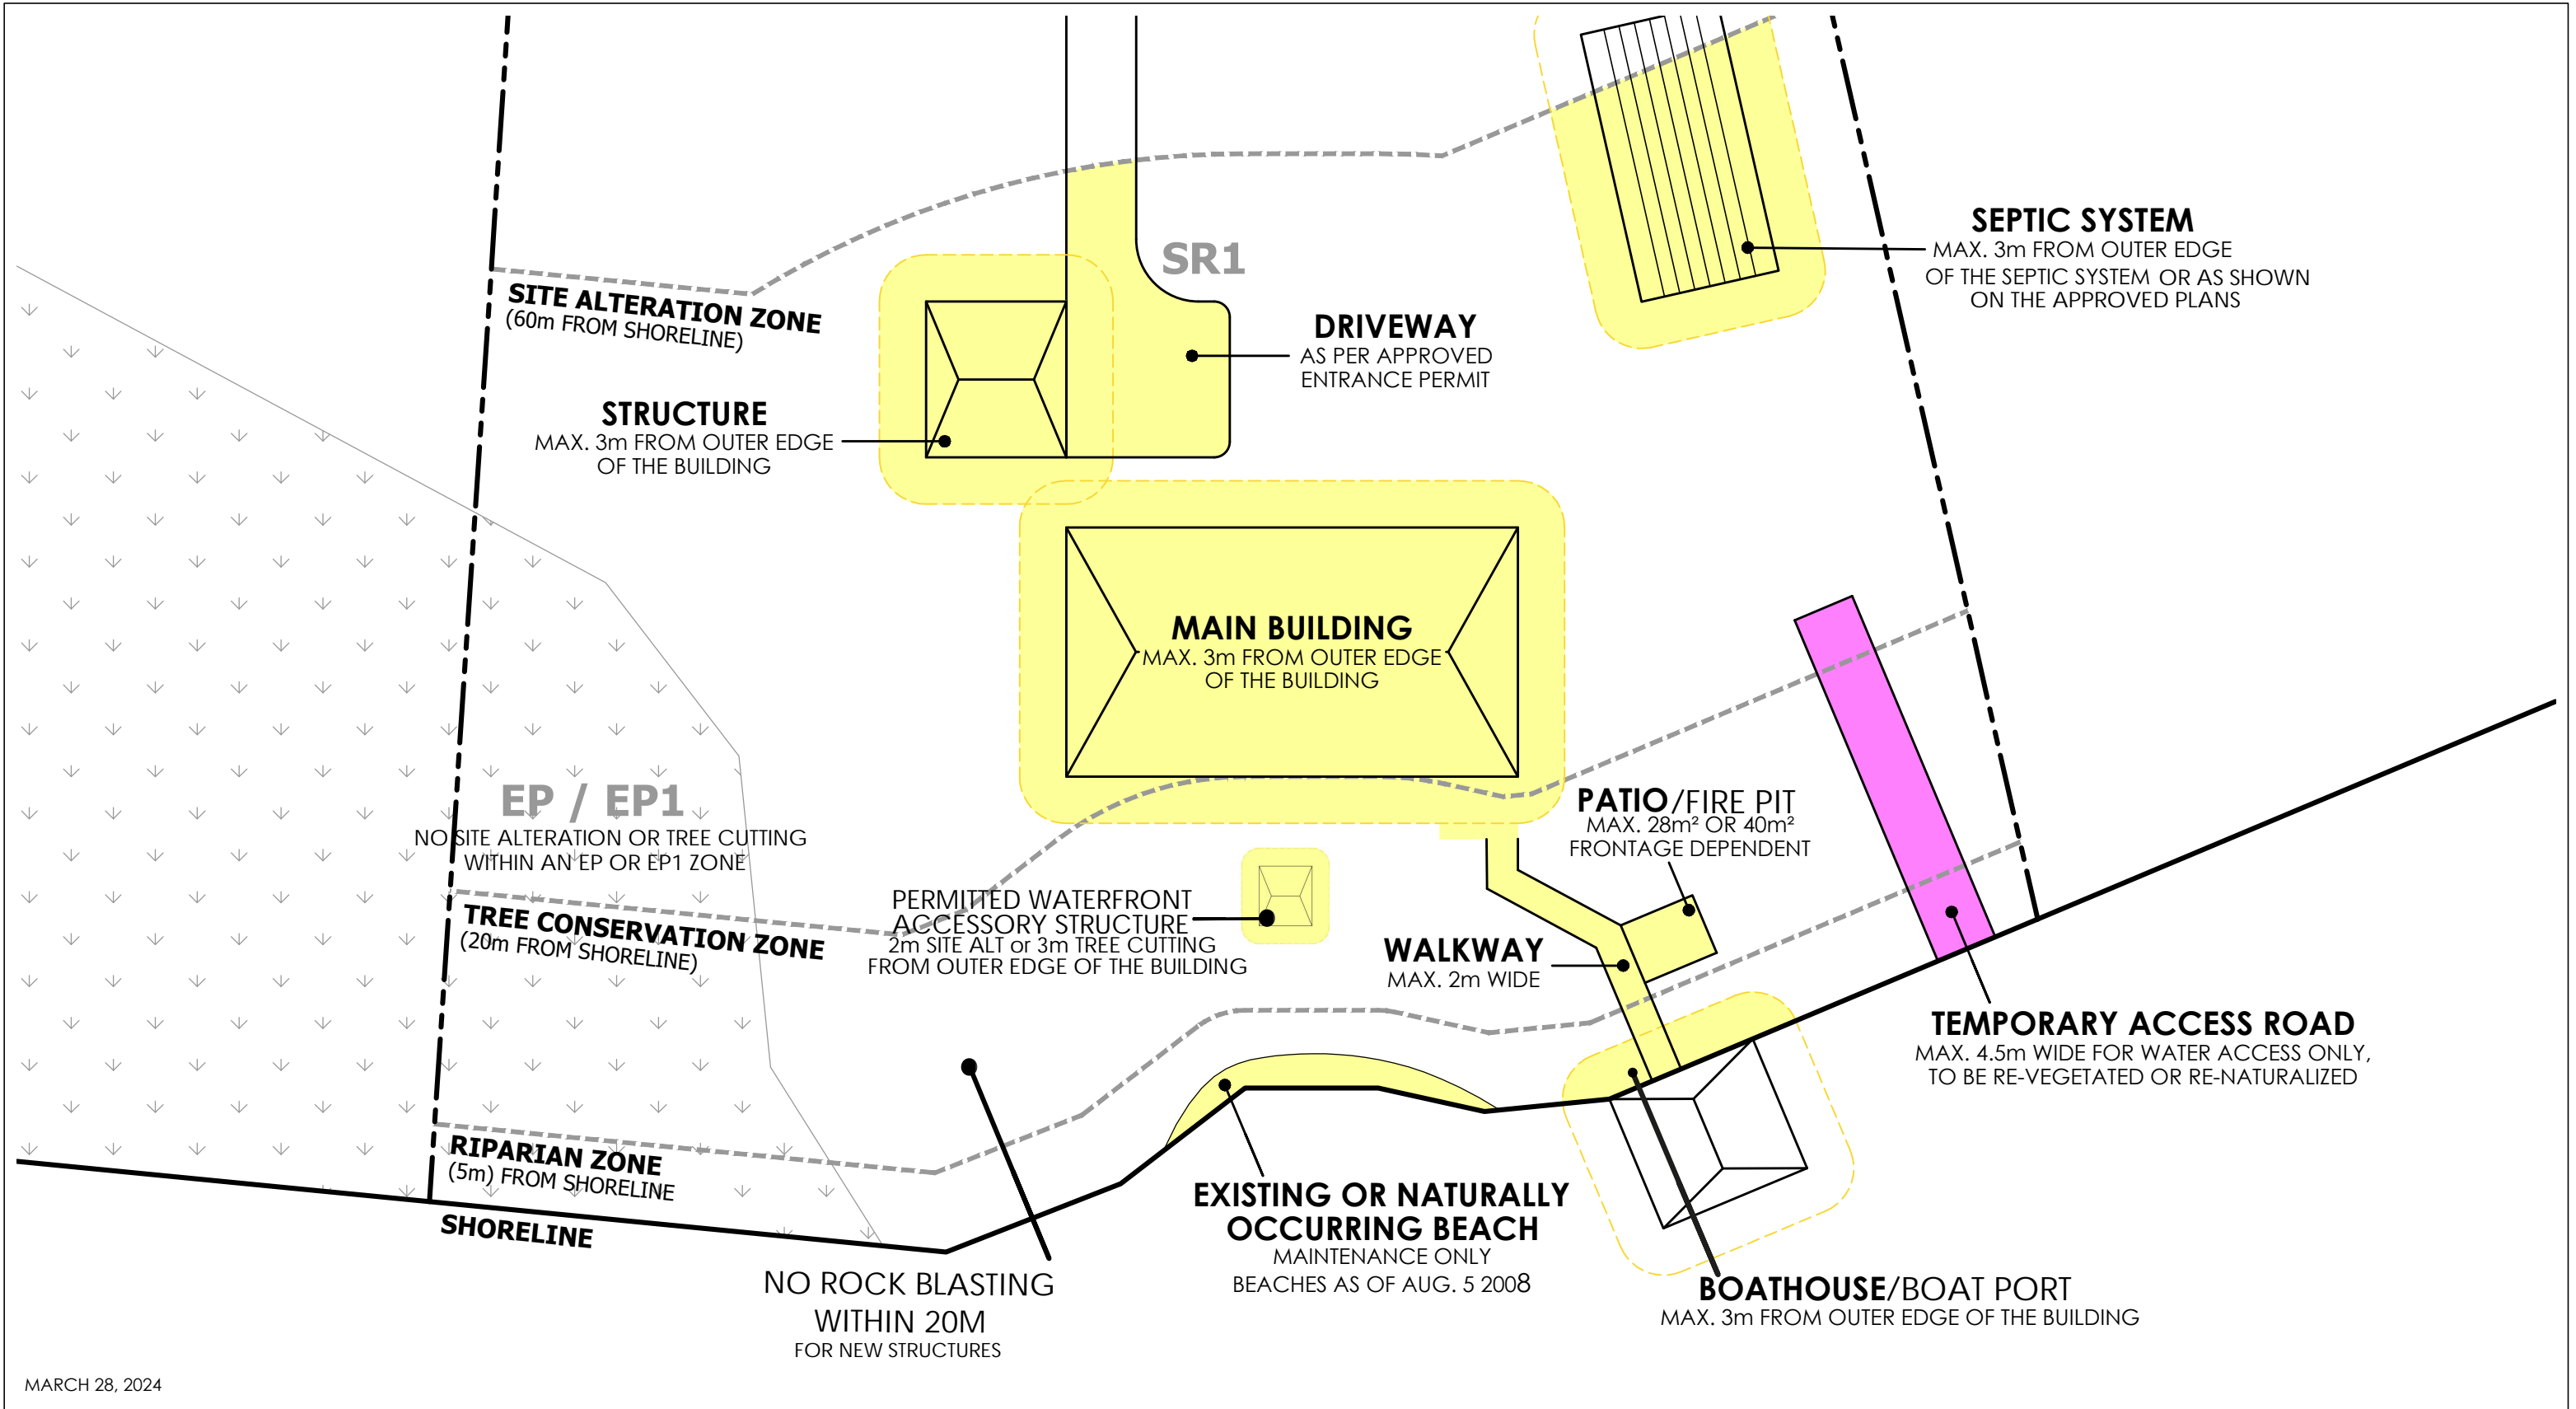 SR1
SEPTIC SYSTEM
MAX. 3m FROM OUTER EDGE
OF THE SEPTIC SYSTEM OR AS SHOWN
ON THE APPROVED PLANS
SITE ALTERATION ZONE
(60m FROM SHORELINE)
DRIVEWAY
AS PER APPROVED
ENTRANCE PERMIT
STRUCTURE
MAX. 3m FROM OUTER EDGE
OF THE BUILDING
MAIN BUILDING
MAX. 3m FROM OUTER EDGE
OF THE BUILDING
EP / EP1
NO SITE ALTERATION OR TREE CUTTING
WITHIN AN EP OR EP1 ZONE
PATIO/FIRE PIT
MAX. 28m² OR 40m²
FRONTAGE DEPENDENT
TREE CONSERVATION ZONE
(20m FROM SHORELINE)
PERMITTED WATERFRONT
ACCESSORY STRUCTURE
2m SITE ALT or 3m TREE CUTTING
FROM OUTER EDGE OF THE BUILDING
WALKWAY
MAX. 2m WIDE
TEMPORARY ACCESS ROAD
MAX. 4.5m WIDE FOR WATER ACCESS ONLY,
TO BE RE-VEGETATED OR RE-NATURALIZED
RIPARIAN ZONE
(5m) FROM SHORELINE
SHORELINE
EXISTING OR NATURALLY
OCCURRING BEACH
MAINTENANCE ONLY
BEACHES AS OF AUG. 5 2008
NO ROCK BLASTING
WITHIN 20M
FOR NEW STRUCTURES
BOATHOUSE/BOAT PORT
MAX. 3m FROM OUTER EDGE OF THE BUILDING
MARCH 28, 2024